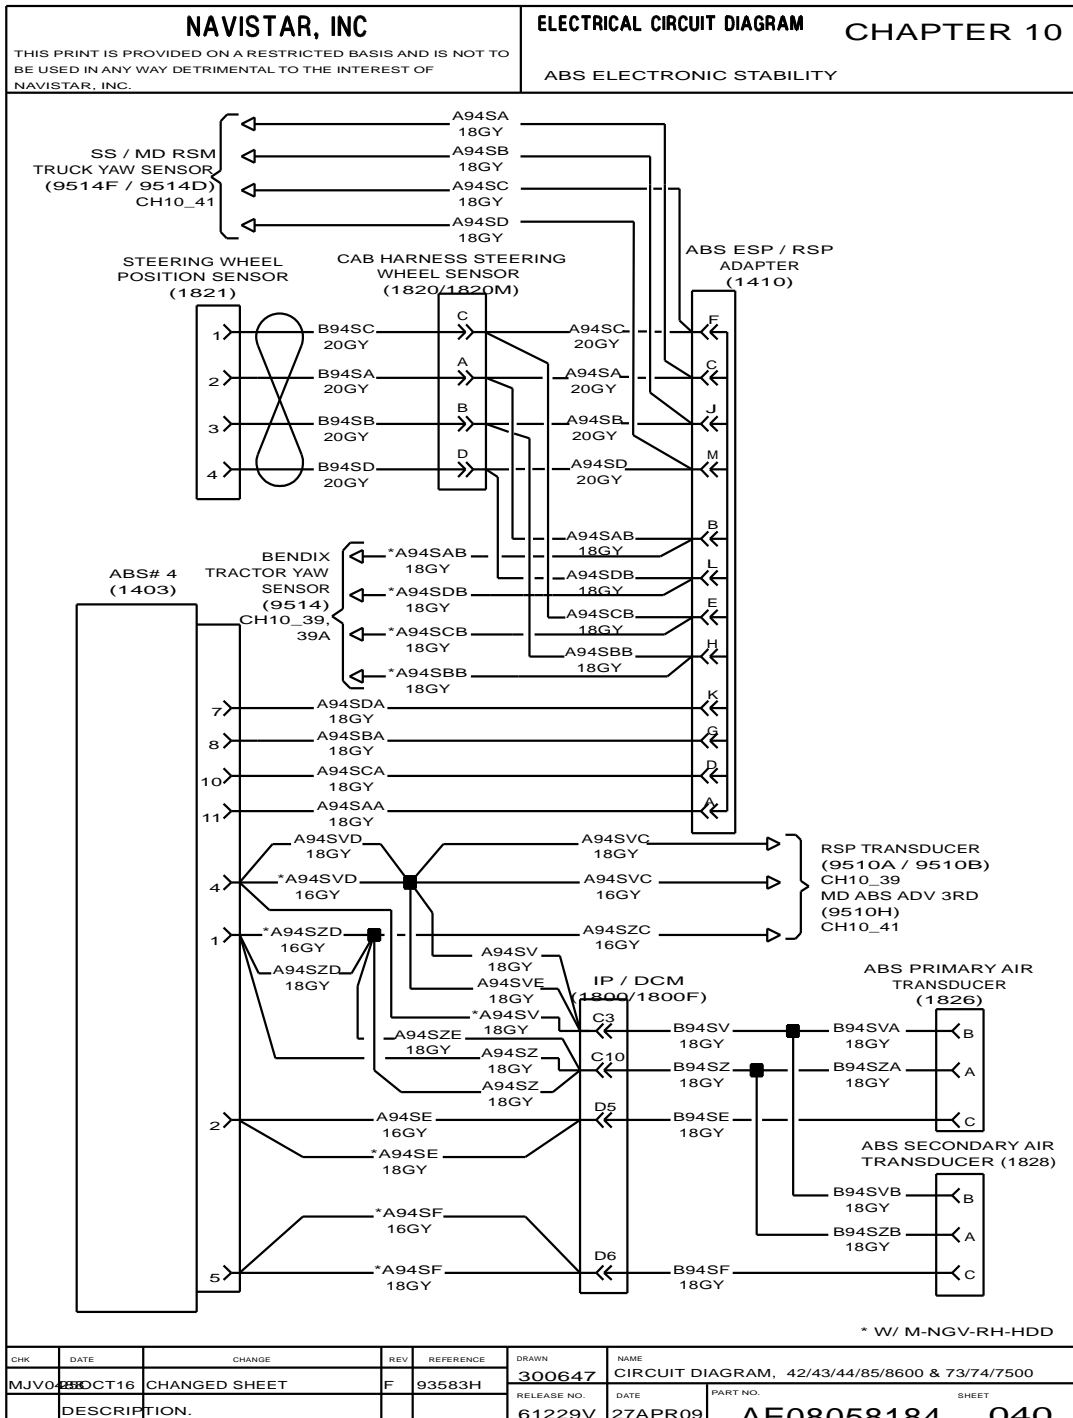 NAVISTAR, INC
THIS PRINT IS PROVIDED ON A RESTRICTED BASIS AND IS NOT TO
BE USED IN ANY WAY DETRIMENTAL TO THE INTEREST OF
NAVISTAR, INC.
ELECTRICAL CIRCUIT DIAGRAM
CHAPTER 10
ABS ELECTRONIC STABILITY
SS / MD RSM
TRUCK YAW SENSOR
(9514F / 9514D)
CH10_41
A94SA
18GY
A94SB
18GY
A94SC
18GY
A94SD
18GY
STEERING WHEEL
POSITION SENSOR
(1821)
CAB HARNESS STEERING
WHEEL SENSOR
(1820/1820M)
ABS ESP / RSP
ADAPTER
(1410)
1
B94SC
20GY
C
A94SC
20GY
F
2
B94SA
20GY
A
A94SA
20GY
C
3
B94SB
20GY
B
A94SB
20GY
J
4
B94SD
20GY
D
A94SD
20GY
M
BENDIX
TRACTOR YAW
SENSOR
(9514)
CH10_39,
39A
*A94SAB
18GY
*A94SDB
18GY
*A94SCB
18GY
*A94SBB
18GY
A94SAB
18GY
B
A94SDB
18GY
L
A94SCB
18GY
E
A94SBB
18GY
H
ABS# 4
(1403)
7
A94SDA
18GY
K
8
A94SBA
18GY
G
10
A94SCA
18GY
D
11
A94SAA
18GY
A
A94SVD
18GY
A94SVC
18GY
4
*A94SVD
16GY
A94SVC
16GY
1
*A94SZD
16GY
A94SZC
16GY
A94SZD
18GY
RSP TRANSDUCER
(9510A / 9510B)
CH10_39
MD ABS ADV 3RD
(9510H)
CH10_41
A94SV
18GY
A94SVE
18GY
*A94SV
18GY
A94SZE
18GY
A94SZ
18GY
A94SZ
18GY
IP / DCM
(1800/1800F)
ABS PRIMARY AIR
TRANSDUCER
(1826)
C3
B94SV
18GY
B94SVA
18GY
B
C10
B94SZ
18GY
B94SZA
18GY
A
2
A94SE
16GY
*A94SE
18GY
D5
B94SE
18GY
C
ABS SECONDARY AIR
TRANSDUCER (1828)
B94SVB
18GY
B
B94SZB
18GY
A
*A94SF
16GY
5
*A94SF
18GY
D6
B94SF
18GY
C
* W/ M-NGV-RH-HDD
CHK DATE CHANGE REV REFERENCE
OCT16 CHANGED SHEET F 93583H
DESCRIPTION.
DRAWN
300647
NAME
CIRCUIT DIAGRAM, 42/43/44/85/8600 & 73/74/7500
RELEASE NO.
61229V
DATE
27APR09
PART NO.
AE08058184
SHEET
040